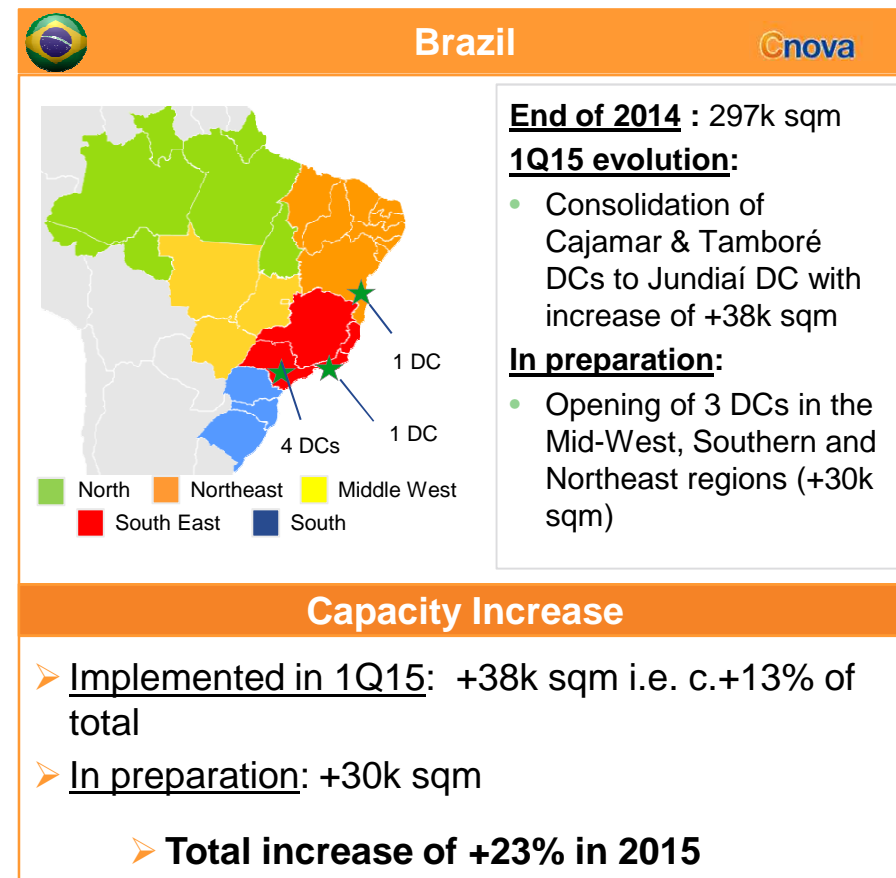 Brazil
Cnova
End of 2014 : 297k sqm
1Q15 evolution:
• Consolidation of
Cajamar & Tamboré
DCs to Jundiaí DC with
increase of +38k sqm
In preparation:
• Opening of 3 DCs in the
Mid-West, Southern and
Northeast regions (+30k
sqm)
1 DC
1 DC
4 DCs
North Northeast Middle West
South East South
Capacity Increase
➢ Implemented in 1Q15: +38k sqm i.e. c.+13% of
total
➢ In preparation: +30k sqm
➢ Total increase of +23% in 2015